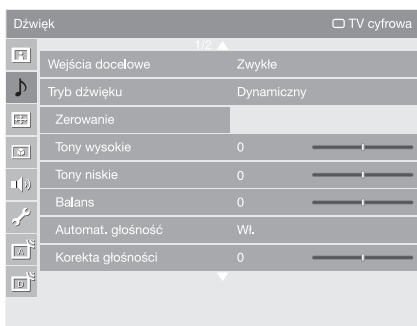 Dźwięk TV cyfrowa
1/2
Wejścia docelowe Zwykłe
Tryb dźwięku Dynamiczny
Zerowanie
Tony wysokie 0
Tony niskie 0
Balans 0
Automat. głośność Wł.
Korekta głośności 0
A
D